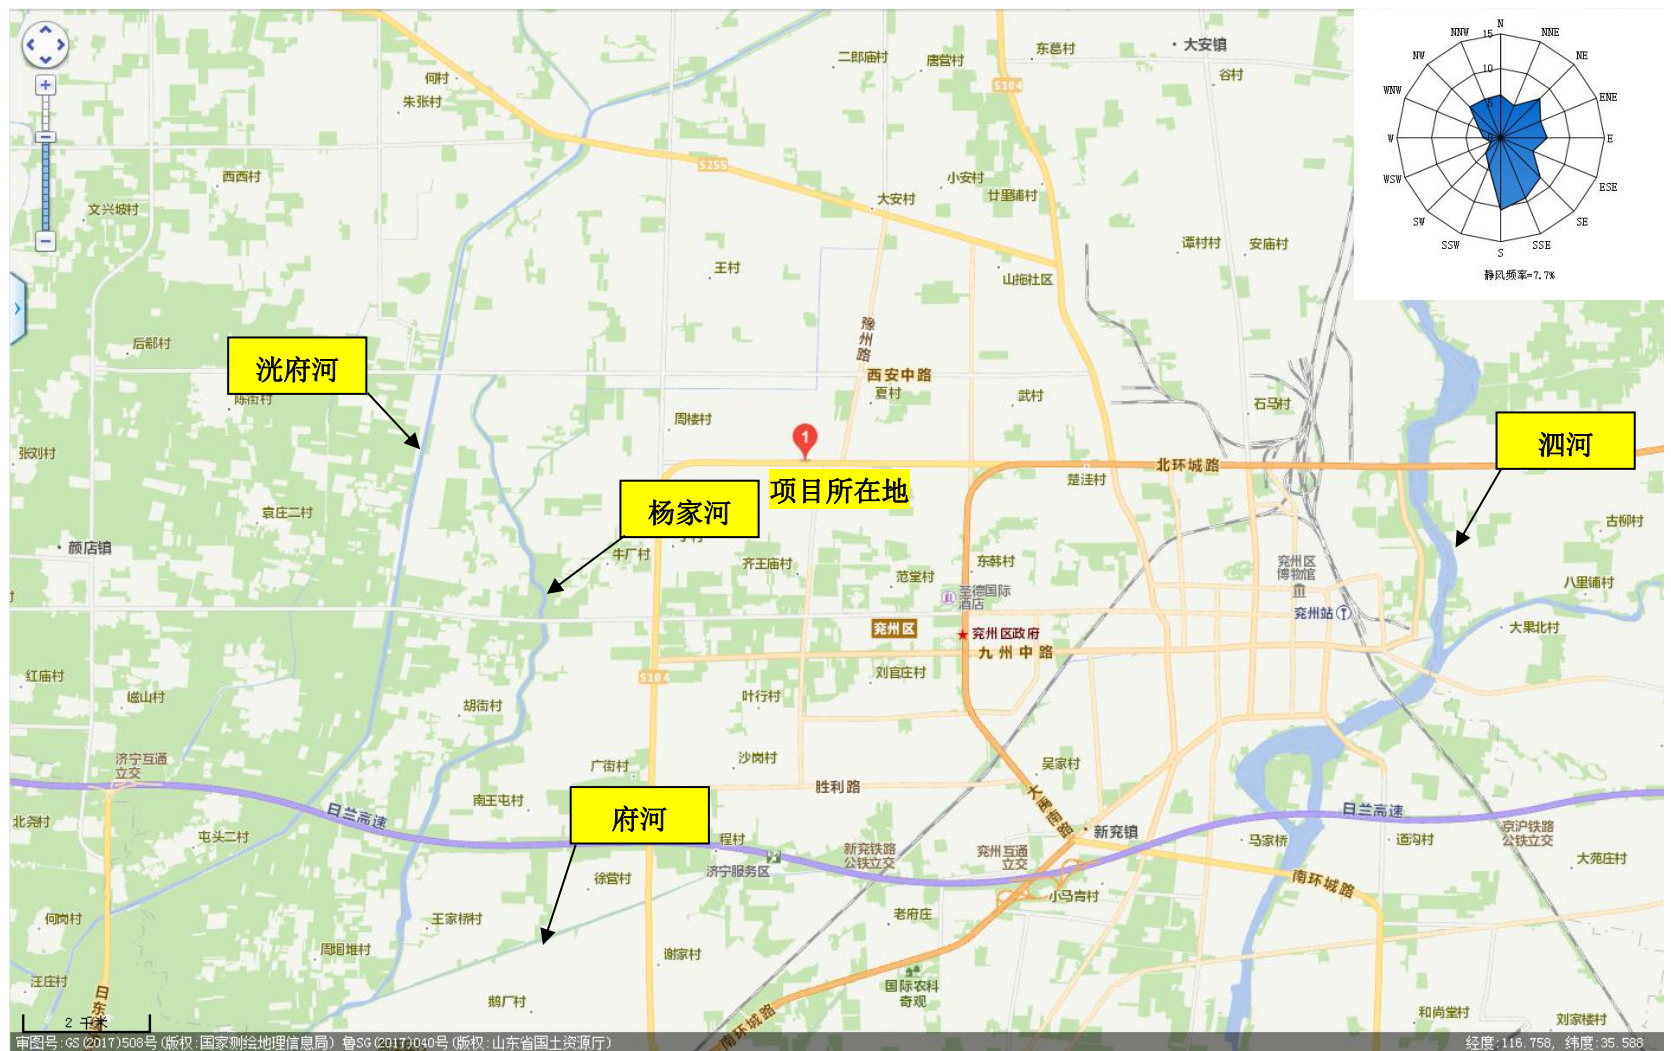 N
NNE
NE
ENE
E
ESE
SE
SSE
S
SSW
SW
WSW
W
WNW
NW
NNW
15
10
5
0
静风频率=7.7%
大安镇
东葛村
谷村
二郎庙村
唐营村
S104
何村
朱张村
S255
西西村
文兴坡村
小安村
大安村
廿里铺村
谭村村
安庙村
王村
山拖社区
豫州路
后郗村
洸府河
西安中路
夏村
武村
陈街村
石马村
周楼村
1
泗河
张刘村
北环城路
项目所在地
楚洼村
杨家河
袁庄二村
古柳村
颜店镇
牛厂村
齐王庙村
范堂村
东韩村
兖州区
博物馆
圣德国际
酒店
八里铺村
兖州站
兖州区
兖州区政府
大果北村
九州中路
红庙村
刘官庄村
S104
嵫山村
叶行村
胡街村
济宁互通
立交
广街村
沙岗村
吴家村
胜利路
南王屯村
日兰高速
府河
大禹南路
新兖镇
日兰高速
北尧村
屯头二村
程村
马家桥
道沟村
京沪铁路
公铁立交
新兖铁路
公铁立交
兖州互通
立交
济宁服务区
大苑庄村
徐营村
南环城路
小马青村
何岗村
王家桥村
老府庄
周堌堆村
谢家村
汪庄村
国际农科
奇观
鹅厂村
日东
南环城路
和尚堂村
刘家楼村
2 千米
审图号:GS(2017)508号(版权:国家测绘地理信息局) 鲁SG(2017)040号(版权:山东省国土资源厅)
经度:116.758, 纬度:35.588